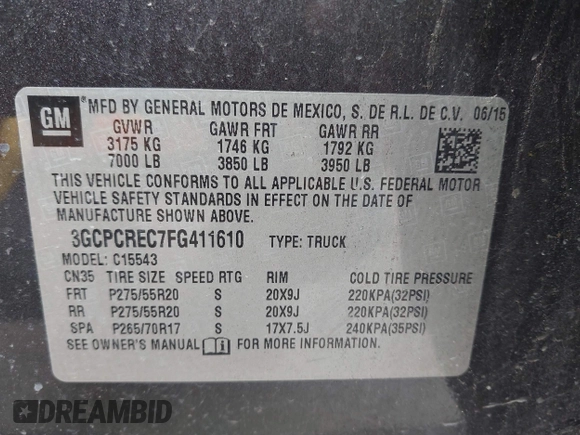 GM ®MFD BY GENERAL MOTORS DE MEXICO, S. DE R.L. DE C.V. 06/15
GVWR GAWR FRT GAWR RR
3175 KG 1746 KG 1792 KG
7000 LB 3850 LB 3950 LB
THIS VEHICLE CONFORMS TO ALL APPLICABLE U.S. FEDERAL MOTOR
VEHICLE SAFETY STANDARDS IN EFFECT ON THE DATE OF
MANUFACTURE SHOWN ABOVE.
3GCPCREC7FG411610 TYPE: TRUCK
MODEL: C15543
CN35 TIRE SIZE SPEED RTG RIM COLD TIRE PRESSURE
FRT P275/55R20 S 20X9J 220KPA(32PSI)
RR P275/55R20 S 20X9J 220KPA(32PSI)
SPA P265/70R17 S 17X7.5J 240KPA(35PSI)
SEE OWNER'S MANUAL FOR MORE INFORMATION.
DREAMBID